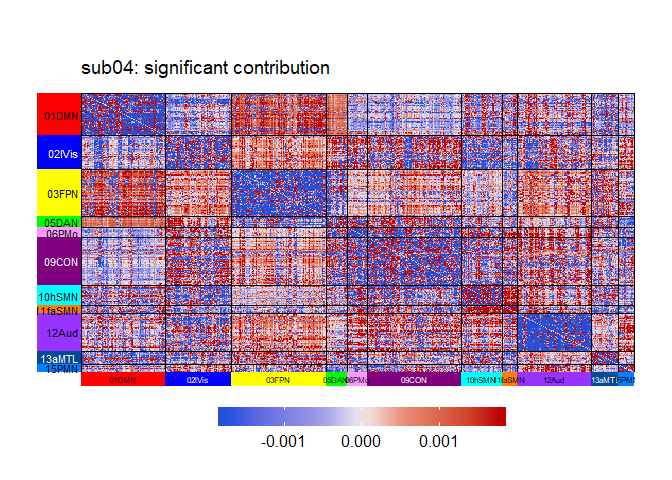 sub04: significant contribution
01DMN
02lVis
03FPN
05DAN
06PMo
09CON
10hSMN
11faSMN
12Aud
13aMTL
15PMN
01DMN 02lVis 03FPN 05DAN 06PMo 09CON 10hSMN 11faSMN 12Aud 13aMTL 15PMN
-0.001 0.000 0.001